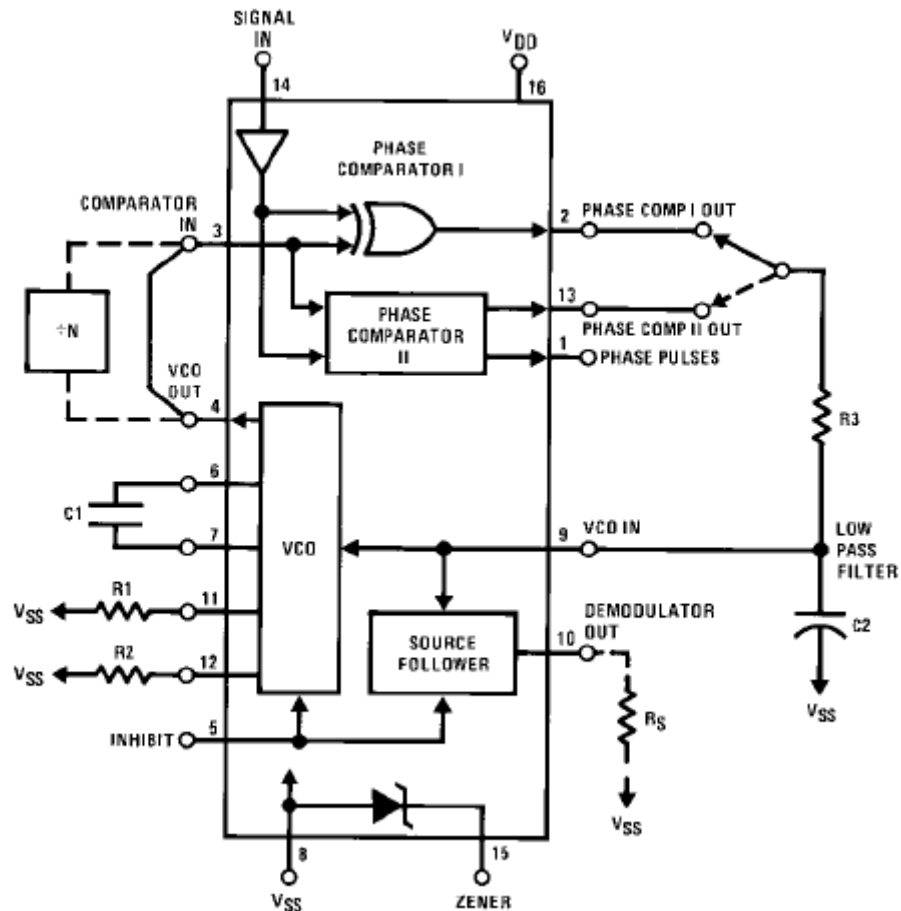 SIGNAL
IN
14
VDD
16
PHASE
COMPARATOR I
COMPARATOR
IN
3
2
PHASE COMP I OUT
÷N
PHASE
COMPARATOR
II
13
PHASE COMP II OUT
1
PHASE PULSES
VCO
OUT
4
R3
6
C1
7
VCO
9
VCO IN
LOW
PASS
FILTER
R1
VSS
11
R2
VSS
12
SOURCE
FOLLOWER
DEMODULATOR
OUT
10
C2
VSS
INHIBIT
5
RS
VSS
8
VSS
15
ZENER